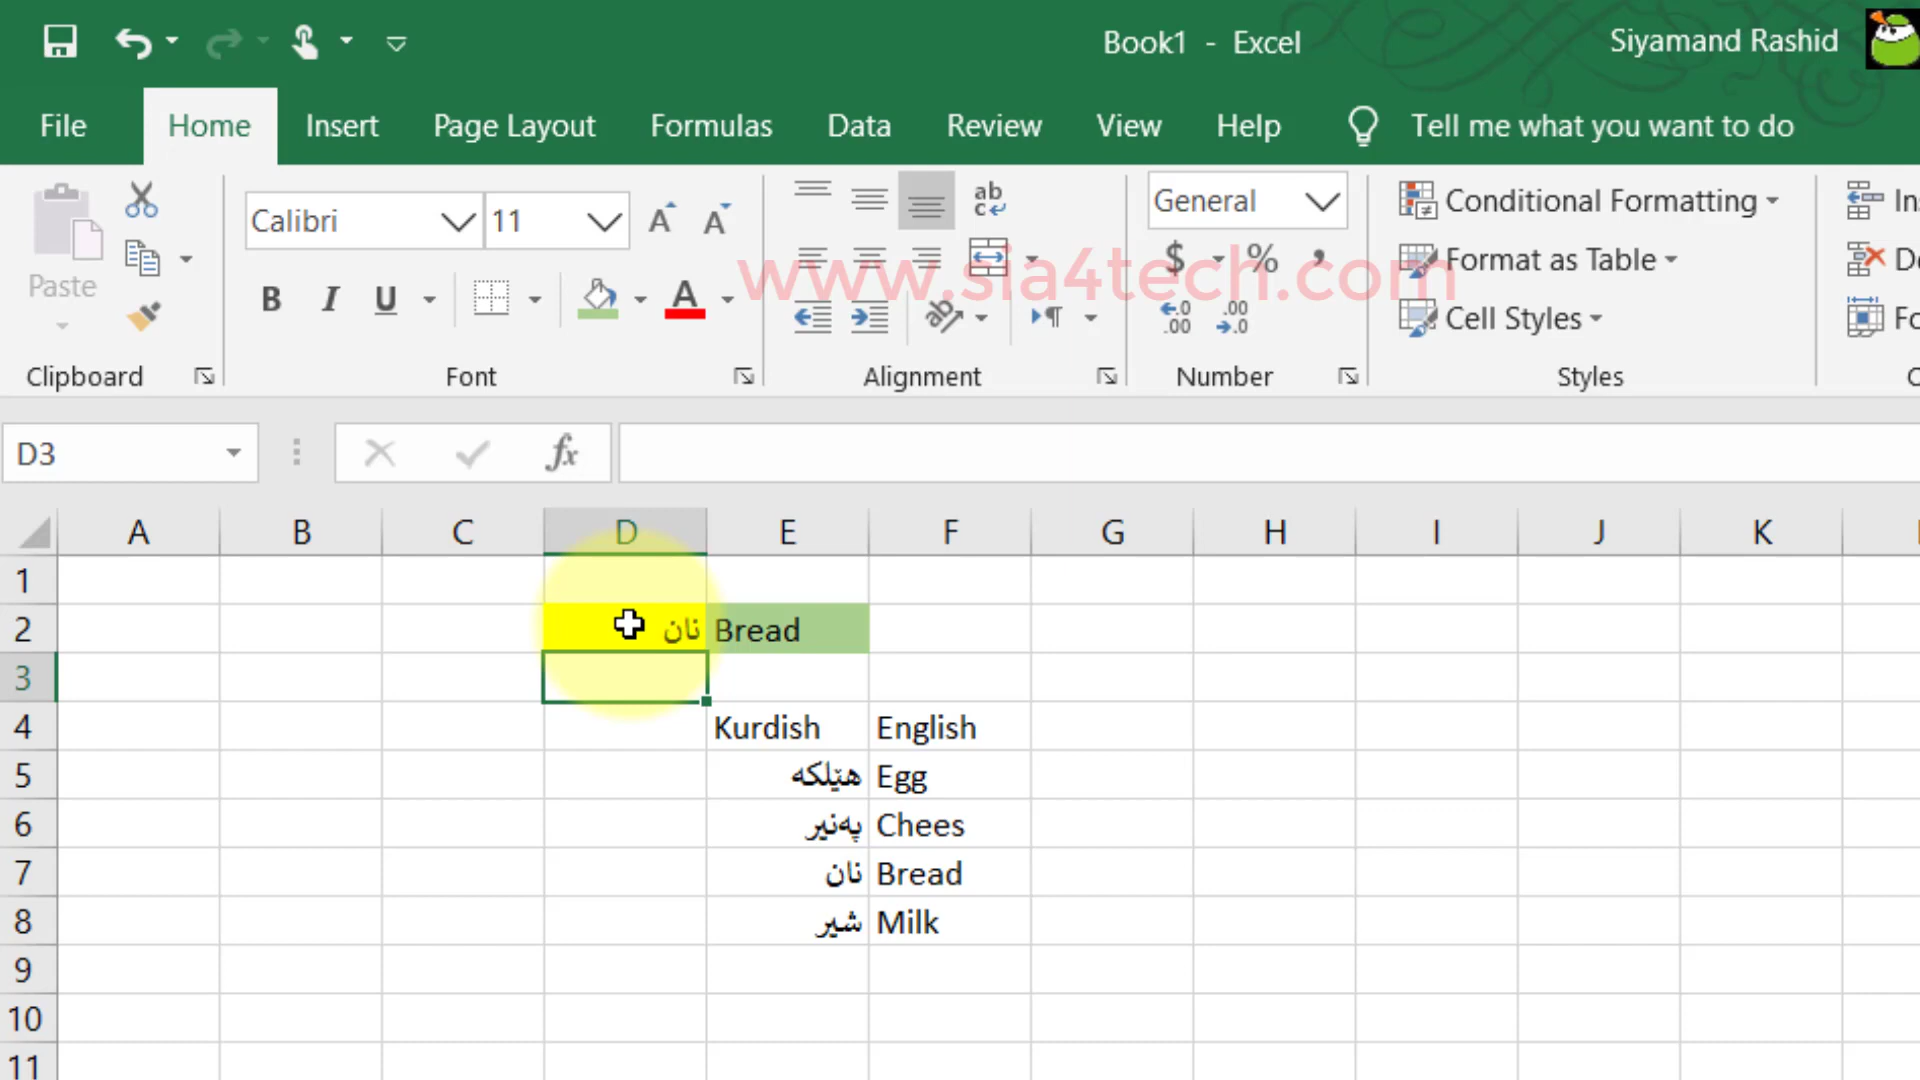 Book1 - Excel
Siyamand Rashid
File Home Insert Page Layout Formulas Data Review View Help Tell me what you want to do
Paste
Calibri 11
General
Conditional Formatting
Format as Table
Cell Styles
www.sia4tech.com
Clipboard Font Alignment Number Styles
D3
A B C D E F G H I J K
1
2 نان Bread
3
4 Kurdish English
5 هێلکە Egg
6 پەنیر Chees
7 نان Bread
8 شیر Milk
9
10
11